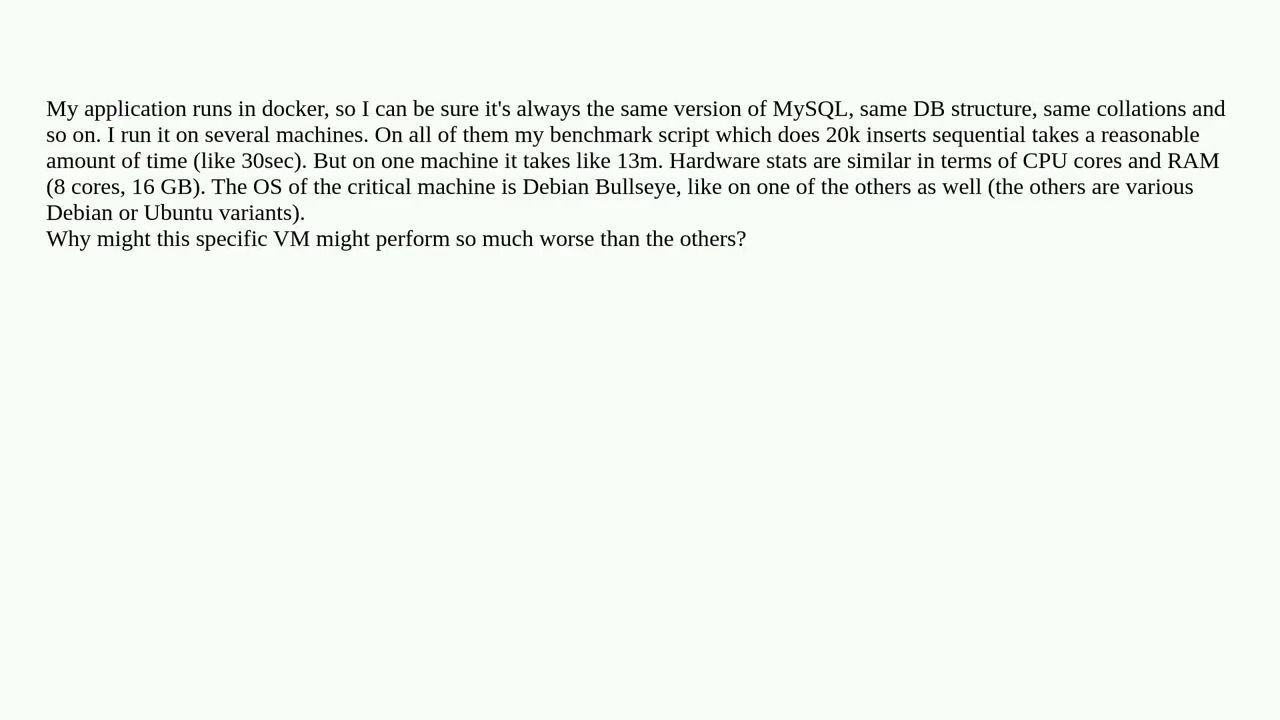 My application runs in docker, so I can be sure it's always the same version of MySQL, same DB structure, same collations and
so on. I run it on several machines. On all of them my benchmark script which does 20k inserts sequential takes a reasonable
amount of time (like 30sec). But on one machine it takes like 13m. Hardware stats are similar in terms of CPU cores and RAM
(8 cores, 16 GB). The OS of the critical machine is Debian Bullseye, like on one of the others as well (the others are various
Debian or Ubuntu variants).
Why might this specific VM might perform so much worse than the others?